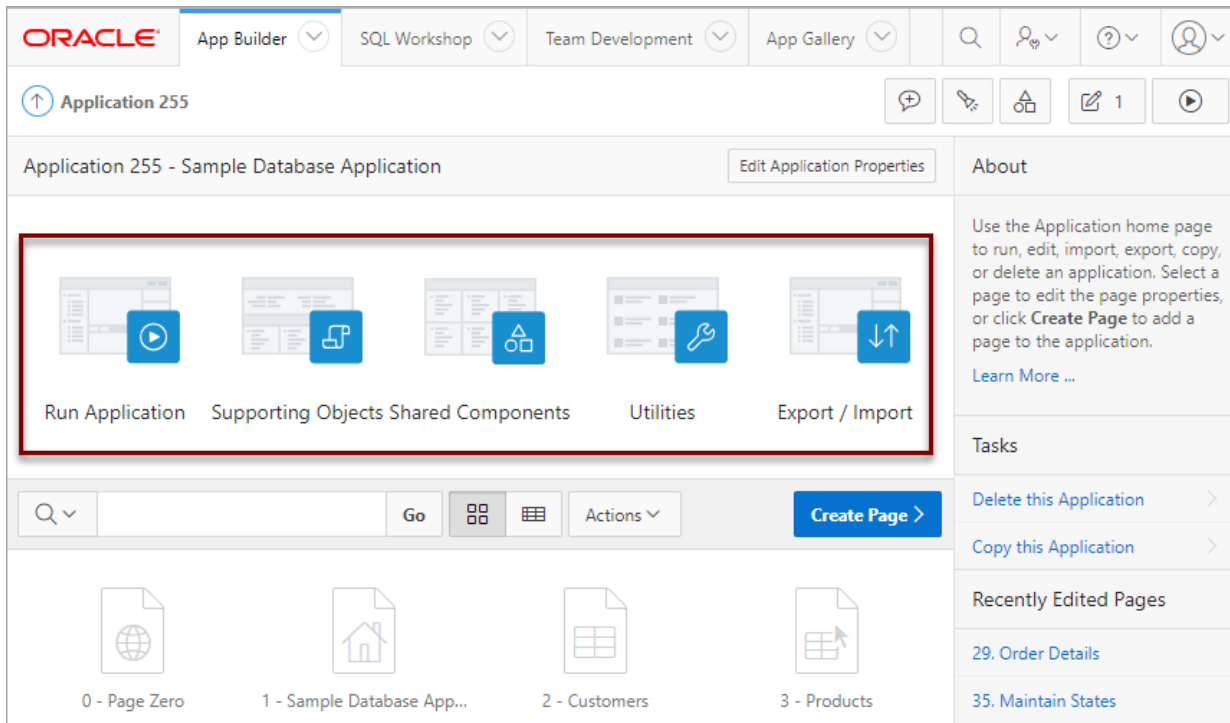 ORACLE® App Builder SQL Workshop Team Development App Gallery
Application 255
1
Application 255 - Sample Database Application
Edit Application Properties
Run Application
Supporting Objects
Shared Components
Utilities
Export / Import
Go
Actions
Create Page >
0 - Page Zero
1 - Sample Database App...
2 - Customers
3 - Products
About
Use the Application home page
to run, edit, import, export, copy,
or delete an application. Select a
page to edit the page properties,
or click Create Page to add a
page to the application.
Learn More ...
Tasks
Delete this Application
Copy this Application
Recently Edited Pages
29. Order Details
35. Maintain States